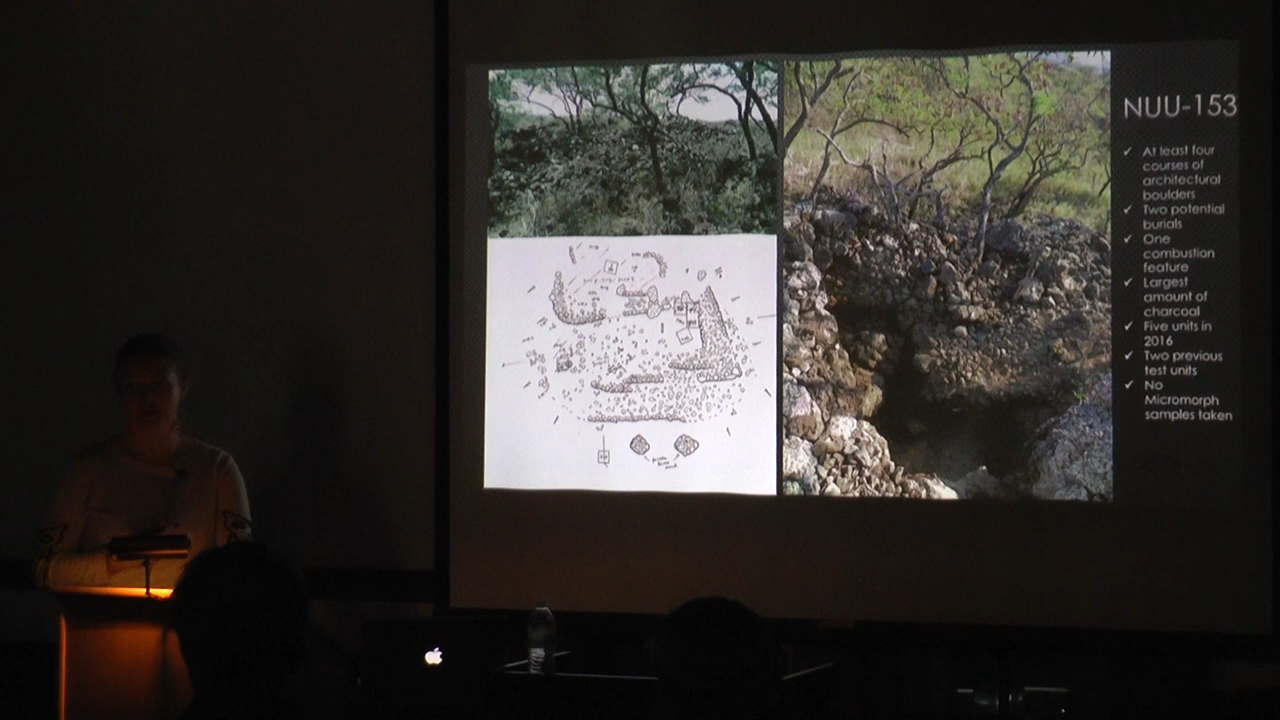 NUU-153
✓ At least four
courses of
architectural
boulders
✓ Two potential
burials
✓ One
combustion
feature
✓ Largest
amount of
charcoal
✓ Five units in
2016
✓ Two previous
test units
✓ No
Micromorph
samples taken